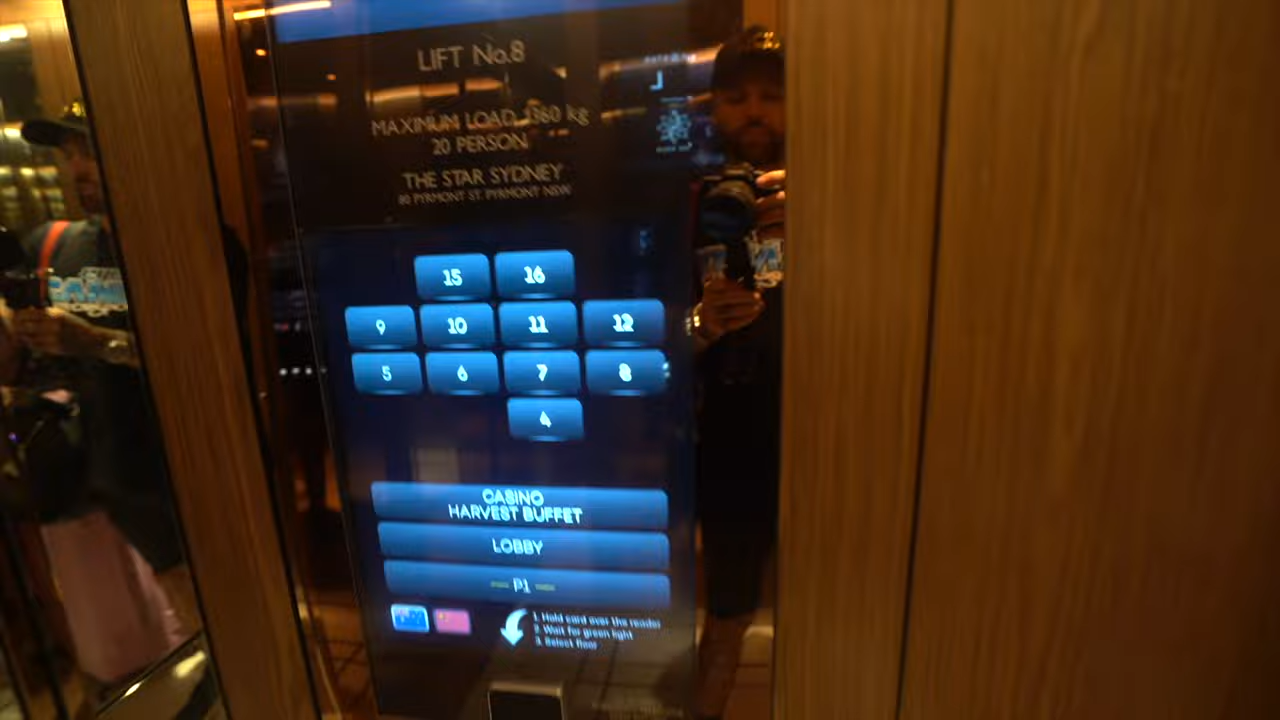 LIFT No.8
MAXIMUM LOAD 1360 kg
20 PERSON
THE STAR SYDNEY
80 PYRMONT ST. PYRMONT NSW
15 16
9 10 11 12
5 6 7 8
4
CASINO
HARVEST BUFFET
LOBBY
P1
1. Hold card over the reader
2. Wait for green light
3. Select floor